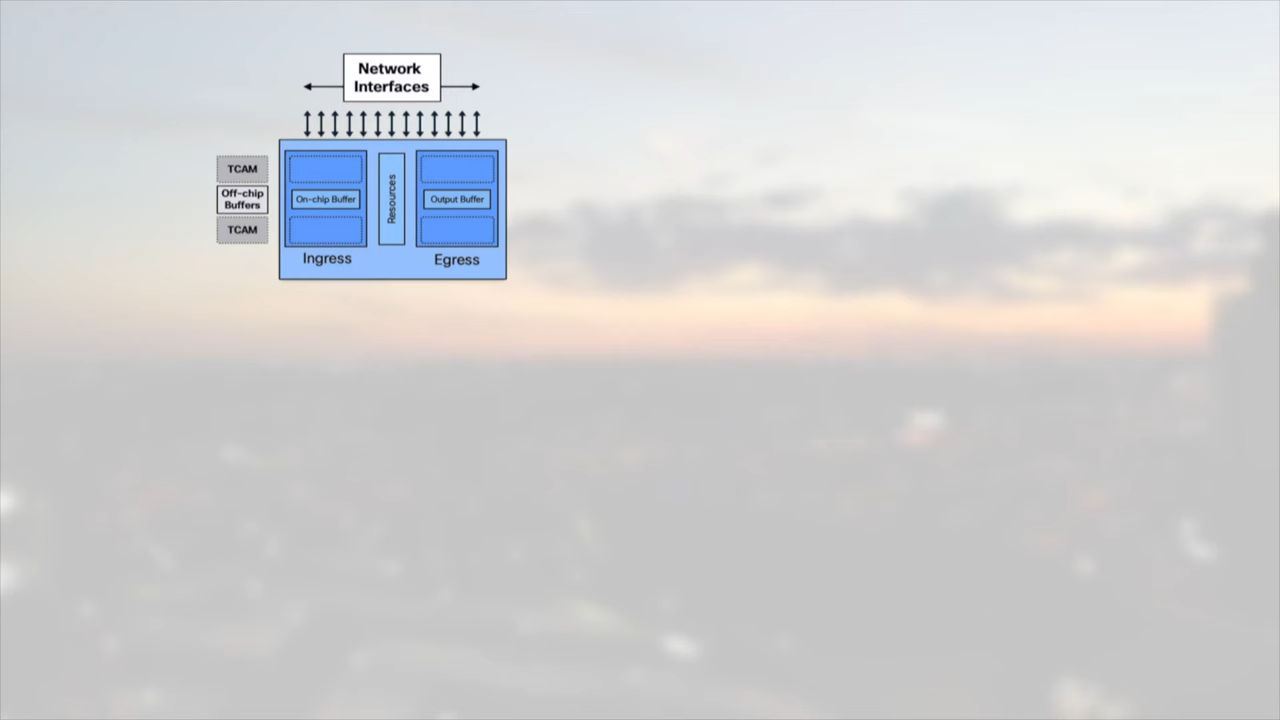 Network
Interfaces
TCAM
Off-chip
Buffers
TCAM
On-chip Buffer
Resources
Output Buffer
Ingress
Egress